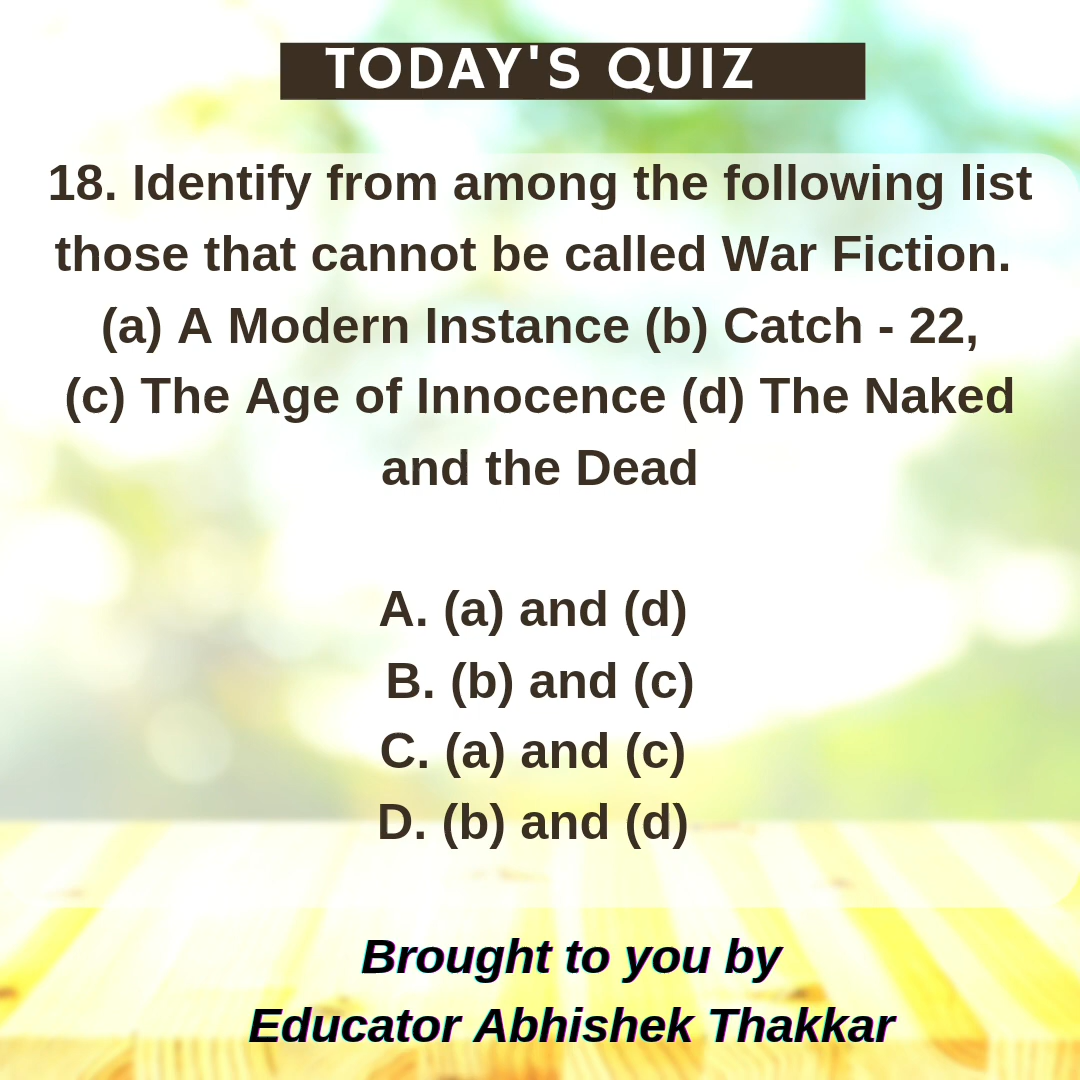 TODAY'S QUIZ
18. Identify from among the following list
those that cannot be called War Fiction.
(a) A Modern Instance (b) Catch - 22,
(c) The Age of Innocence (d) The Naked
and the Dead
A. (a) and (d)
B. (b) and (c)
C. (a) and (c)
D. (b) and (d)
Brought to you by
Educator Abhishek Thakkar